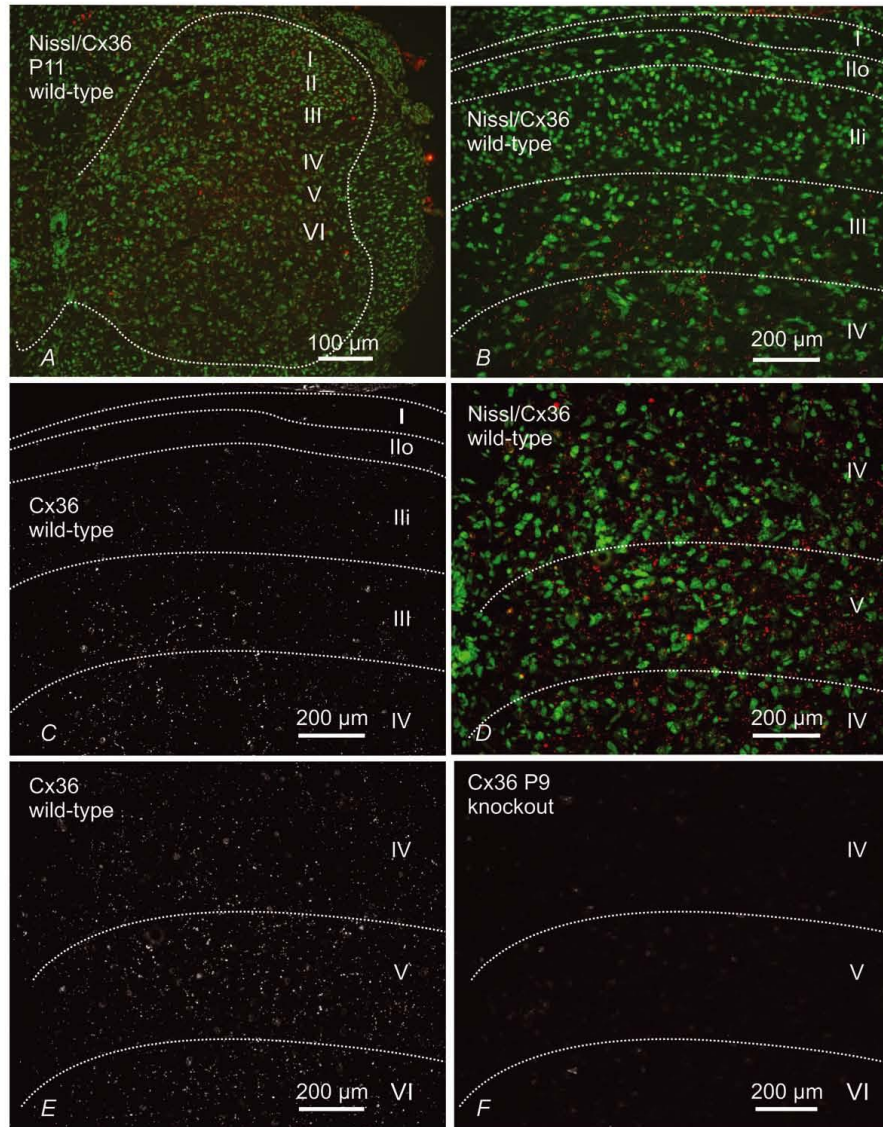 Nissl/Cx36
P11
wild-type
I
II
III
IV
V
VI
100 µm
A
Nissl/Cx36
wild-type
I
IIo
IIi
III
IV
200 µm
B
Cx36
wild-type
I
IIo
IIi
III
IV
200 µm
C
Nissl/Cx36
wild-type
IV
V
IV
200 µm
D
Cx36
wild-type
IV
V
VI
200 µm
E
Cx36 P9
knockout
IV
V
VI
200 µm
F